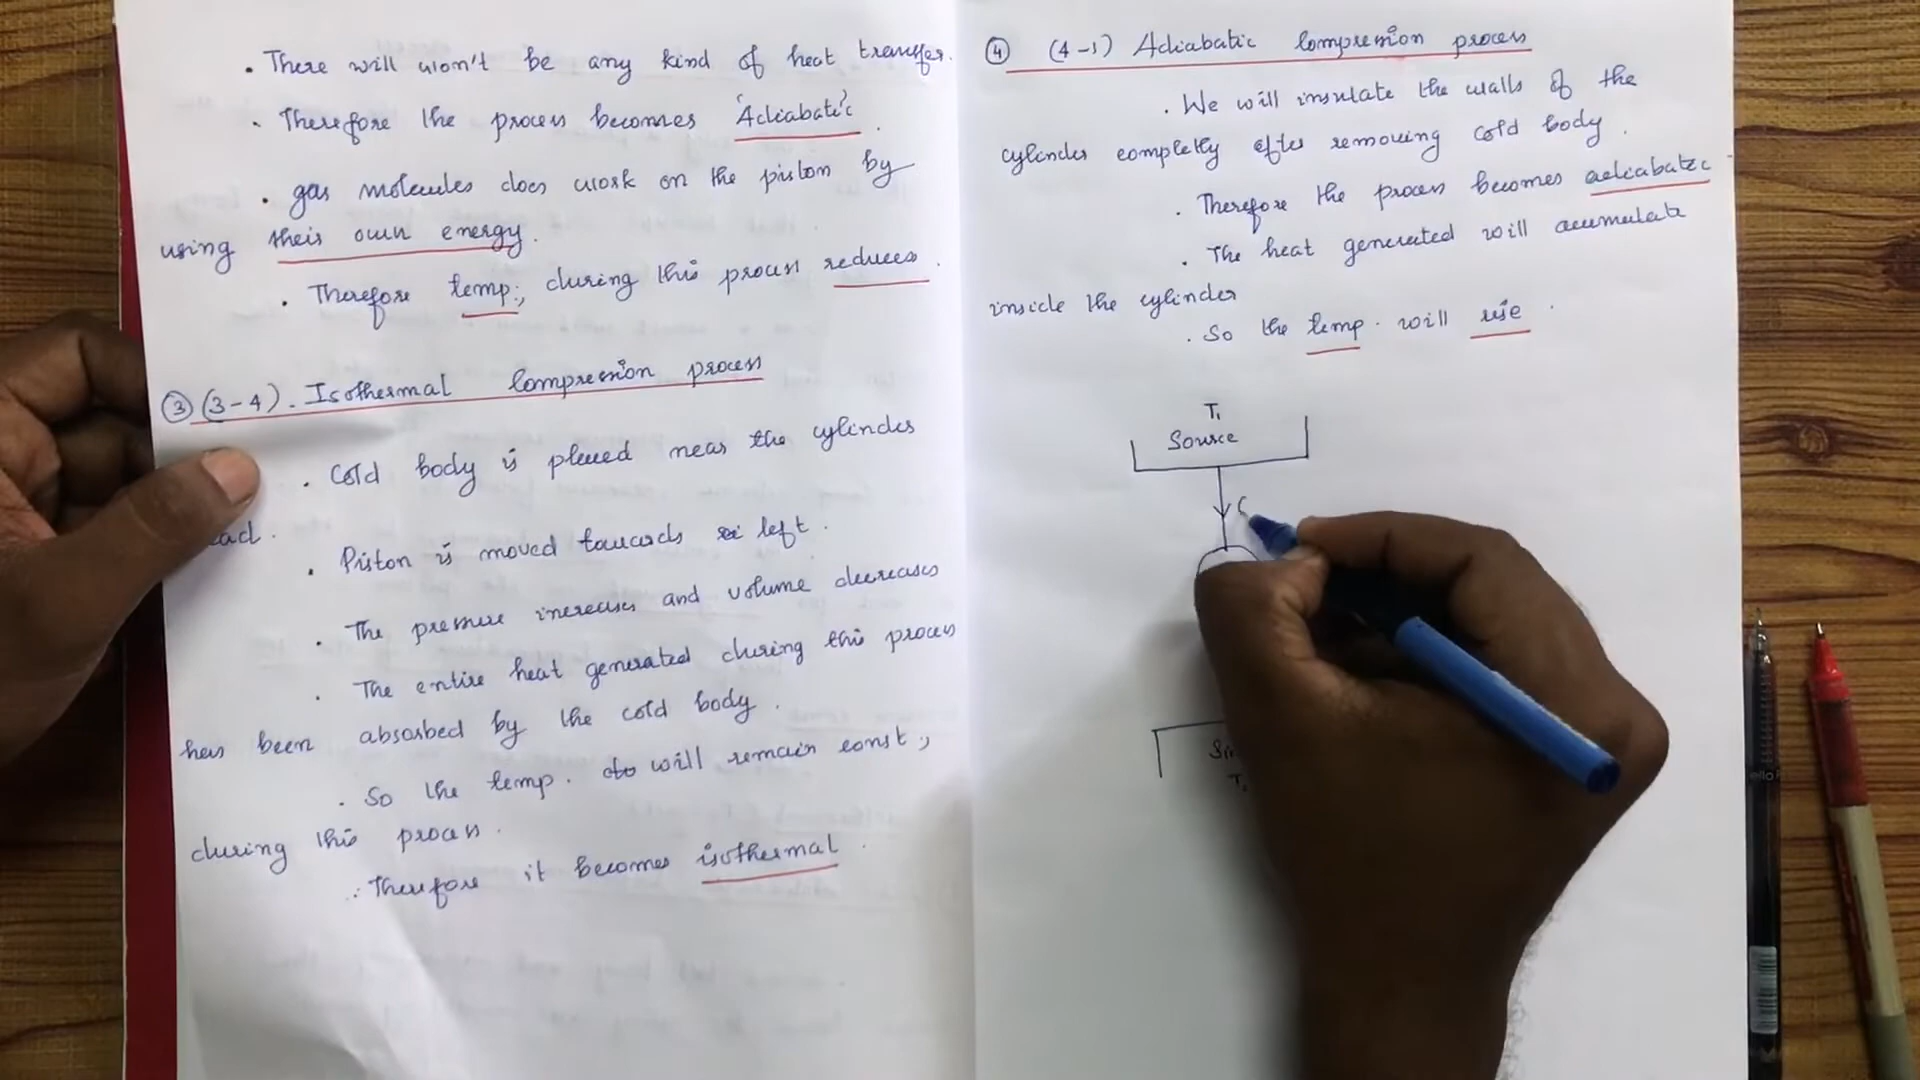 . There will won't be any kind of heat transfer.
. Therefore the process becomes 'Adiabatic'.
. gas molecules does work on the piston by
using their own energy.
. Therefore temp:, during this process reduces.
③ (3-4). Isothermal Compression process
. Cold body is placed near the cylinder
. Piston is moved towards left.
. The pressure increases and volume decreases
. The entire heat generated during this process
has been absorbed by the cold body.
. So the temp. will remain const;
during this process.
∴ Therefore it becomes isothermal.
④ (4-1) Adiabatic Compression process
. We will insulate the walls of the
cylinder completly after removing cold body.
. Therefore the process becomes adiabatic
. The heat generated will acumulate
inside the cylinder
. So the temp. will rise.
T₁
Source